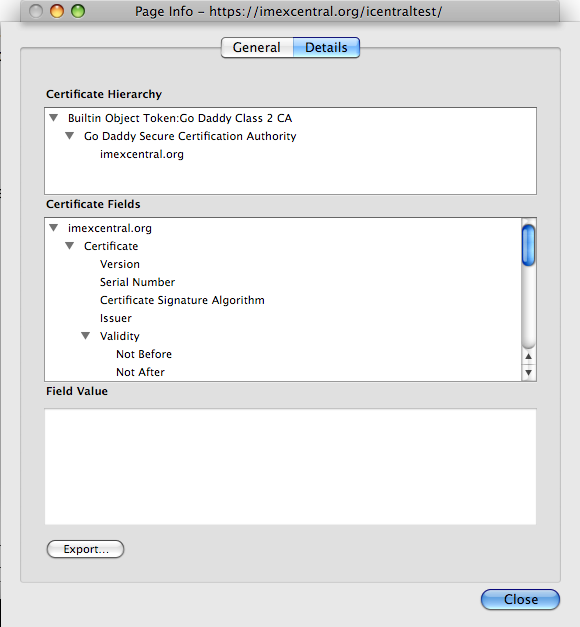 Page Info – https://imexcentral.org/icentraltest/
General Details
Certificate Hierarchy
Builtin Object Token:Go Daddy Class 2 CA
Go Daddy Secure Certification Authority
imexcentral.org
Certificate Fields
imexcentral.org
Certificate
Version
Serial Number
Certificate Signature Algorithm
Issuer
Validity
Not Before
Not After
Field Value
Export...
Close